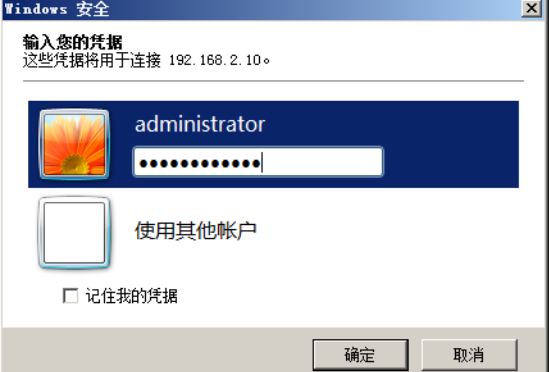 Windows 安全
输入您的凭据
这些凭据将用于连接 192.168.2.10。
administrator
●●●●●●●●●●●●
使用其他帐户
记住我的凭据
确定
取消